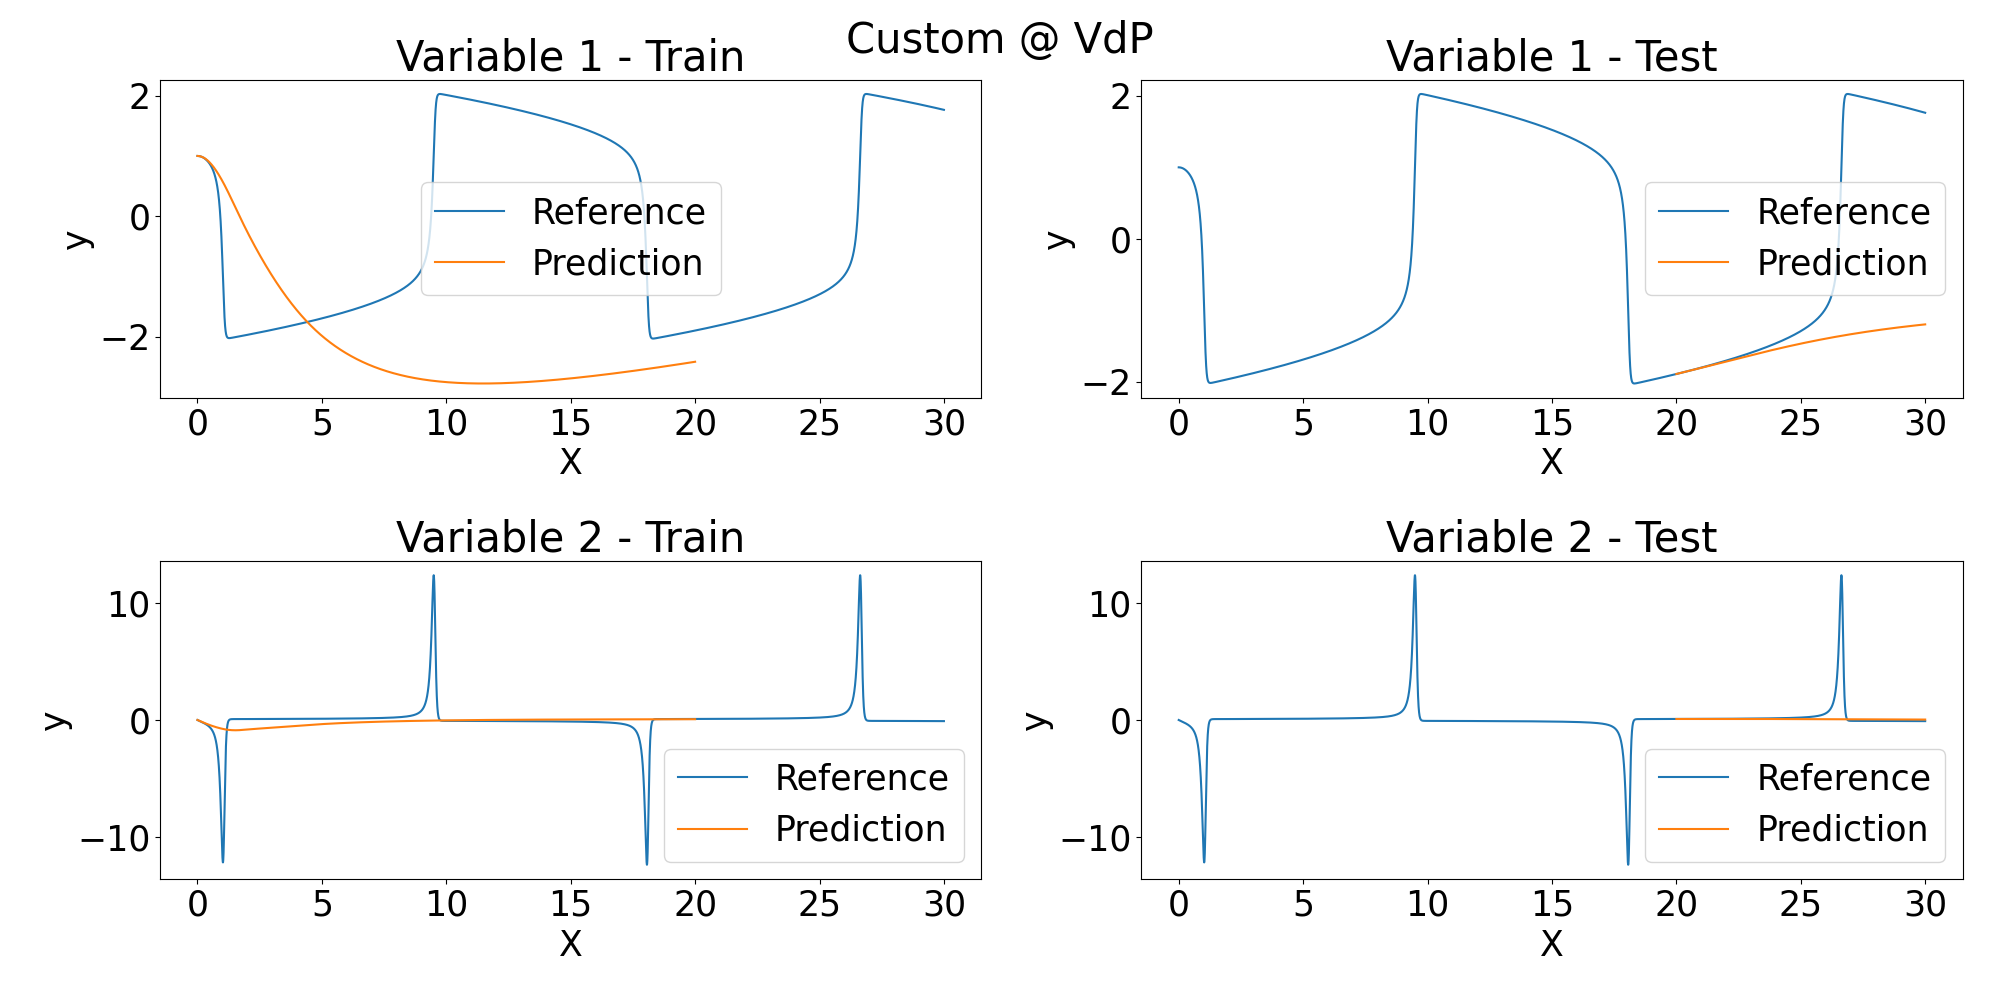 Custom @ VdP
Variable 1 - Train
2
0
−2
y
0 5 10 15 20 25 30
X
Reference
Prediction
Variable 1 - Test
2
0
−2
y
0 5 10 15 20 25 30
X
Reference
Prediction
Variable 2 - Train
10
0
−10
y
0 5 10 15 20 25 30
X
Reference
Prediction
Variable 2 - Test
10
0
−10
y
0 5 10 15 20 25 30
X
Reference
Prediction